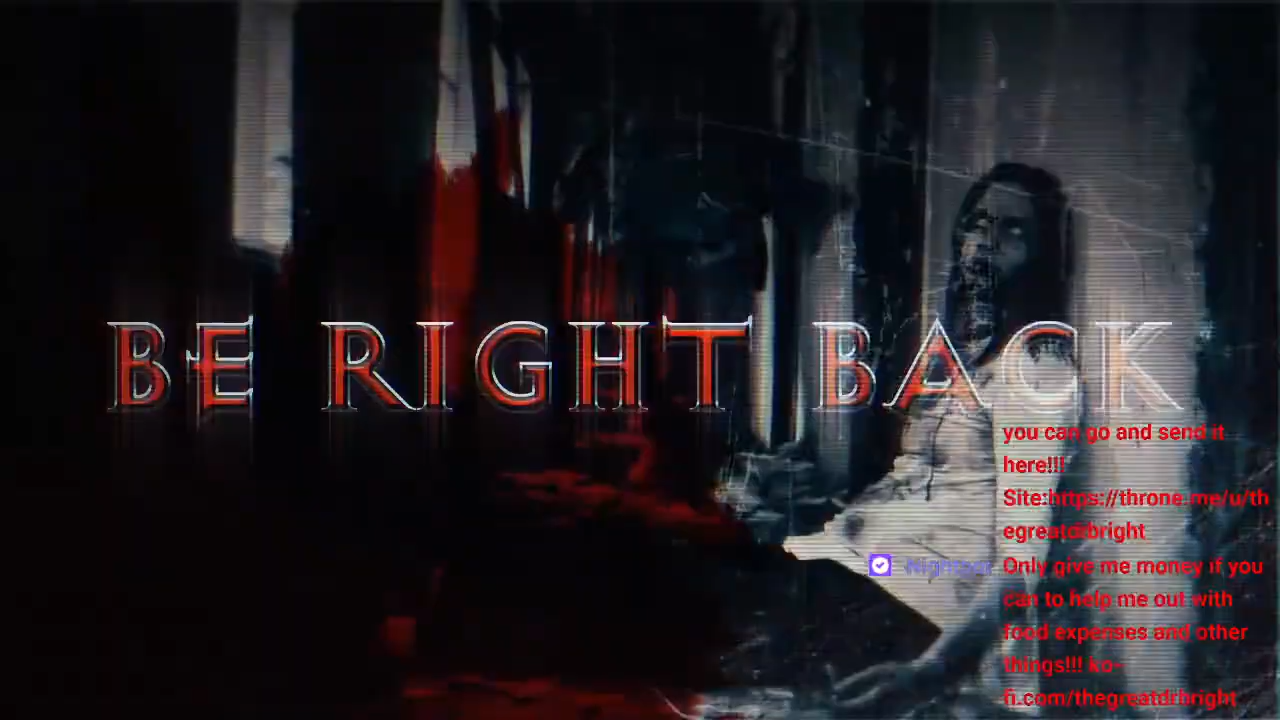 BE RIGHT BACK
you can go and send it
here!!!
Site:https://throne.me/u/th
egreatdrbright
Nightbot Only give me money if you
can to help me out with
food expenses and other
things!!! ko-
fi.com/thegreatdrbright